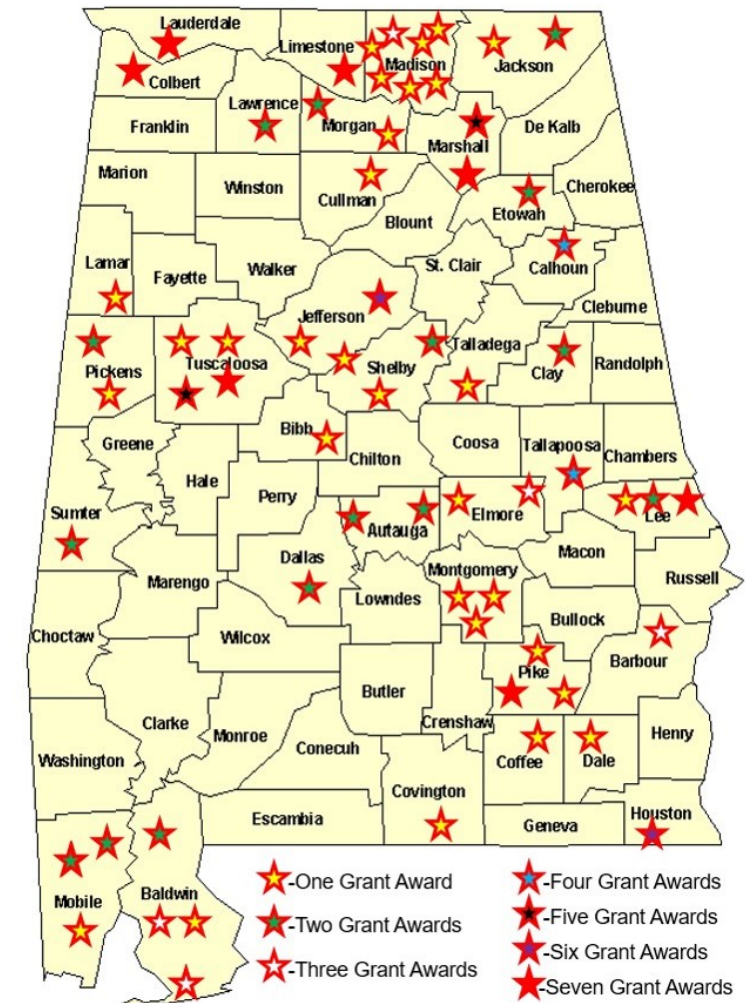 Lauderdale
Limestone
Madison
Jackson
Colbert
Lawrence
Franklin
Morgan
Marshall
De Kalb
Marion
Winston
Cullman
Blount
Etowah
Cherokee
Lamar
Fayette
Walker
St. Clair
Calhoun
Cleburne
Jefferson
Pickens
Tuscaloosa
Shelby
Talladega
Clay
Randolph
Greene
Bibb
Chilton
Coosa
Tallapoosa
Chambers
Hale
Perry
Sumter
Autauga
Elmore
Lee
Dallas
Macon
Marengo
Montgomery
Russell
Lowndes
Bullock
Choctaw
Wilcox
Barbour
Pike
Butler
Clarke
Monroe
Crenshaw
Conecuh
Washington
Coffee
Dale
Henry
Covington
Escambia
Geneva
Houston
Mobile
Baldwin
-One Grant Award
-Two Grant Awards
-Three Grant Awards
-Four Grant Awards
-Five Grant Awards
-Six Grant Awards
-Seven Grant Awards